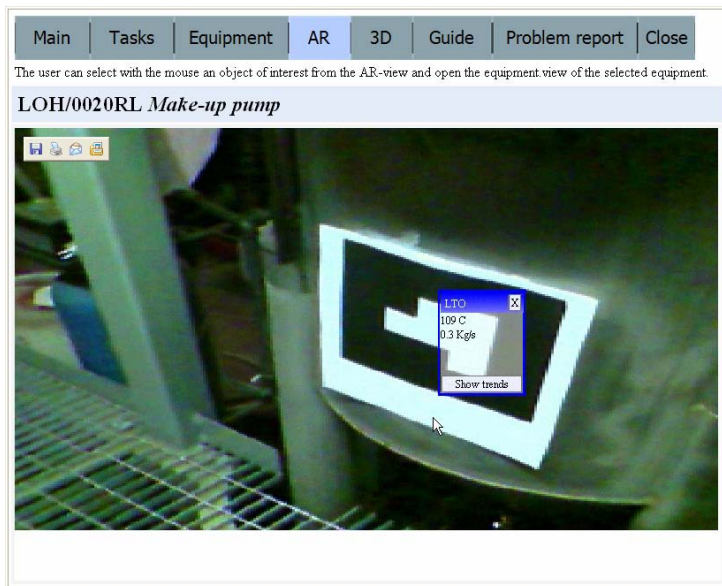 Main Tasks Equipment AR 3D Guide Problem report Close
The user can select with the mouse an object of interest from the AR-view and open the equipment.view of the selected equipment.
LOH/0020RL Make-up pump
LTO X
109 C
0.3 Kg/s
Show trends